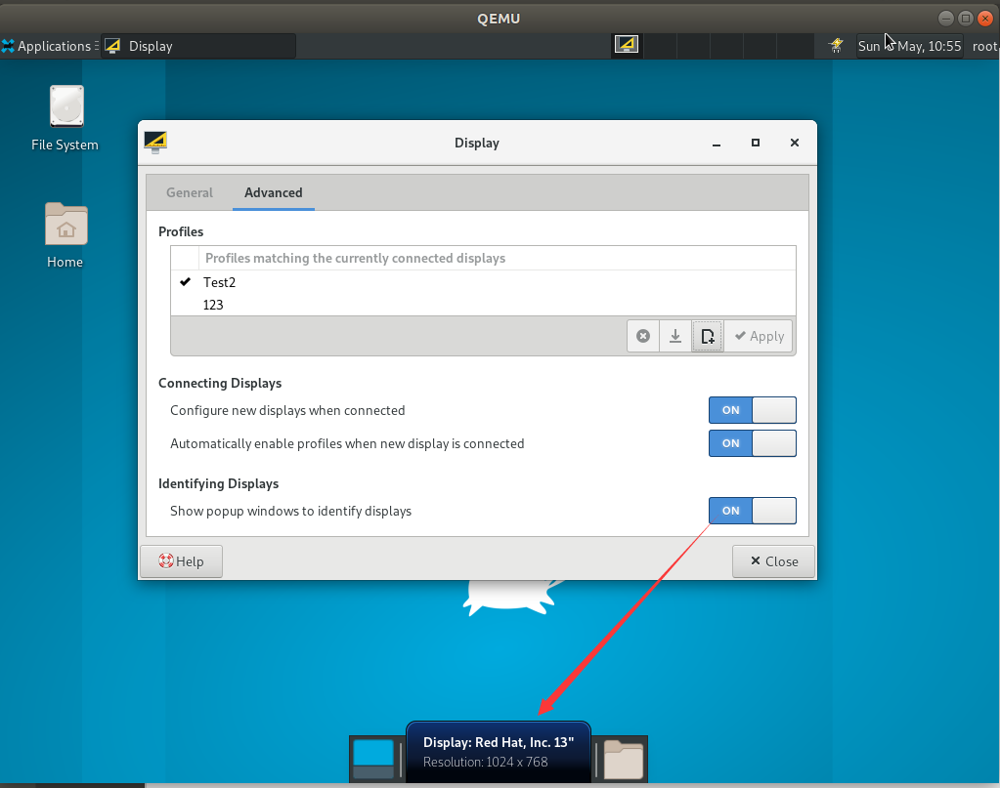 QEMU
Applications Display Sun May, 10:55 root
File System
Home
Display
General Advanced
Profiles
Profiles matching the currently connected displays
Test2
123
Apply
Connecting Displays
Configure new displays when connected ON
Automatically enable profiles when new display is connected ON
Identifying Displays
Show popup windows to identify displays ON
Help Close
Display: Red Hat, Inc. 13"
Resolution: 1024 x 768